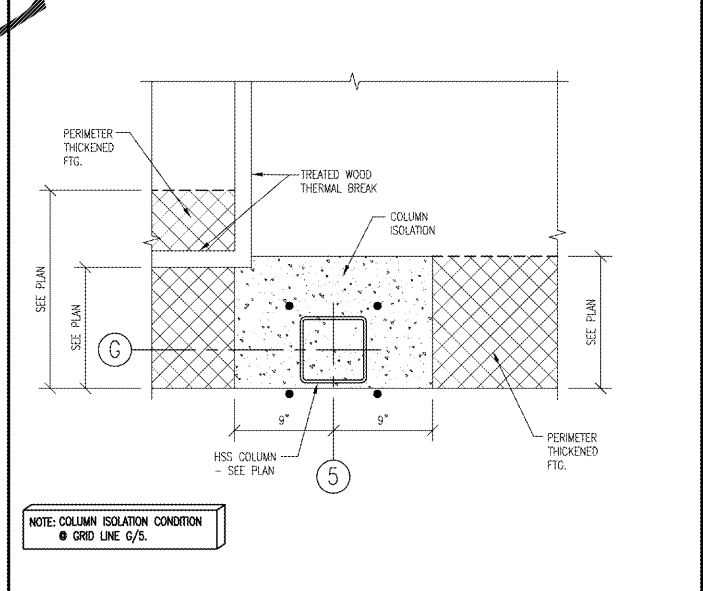 PERIMETER
THICKENED
FTG.
TREATED WOOD
THERMAL BREAK
COLUMN
ISOLATION
SEE PLAN
SEE PLAN
SEE PLAN
G
9"
9"
HSS COLUMN
- SEE PLAN
5
PERIMETER
THICKENED
FTG.
NOTE: COLUMN ISOLATION CONDITION
@ GRID LINE G/5.